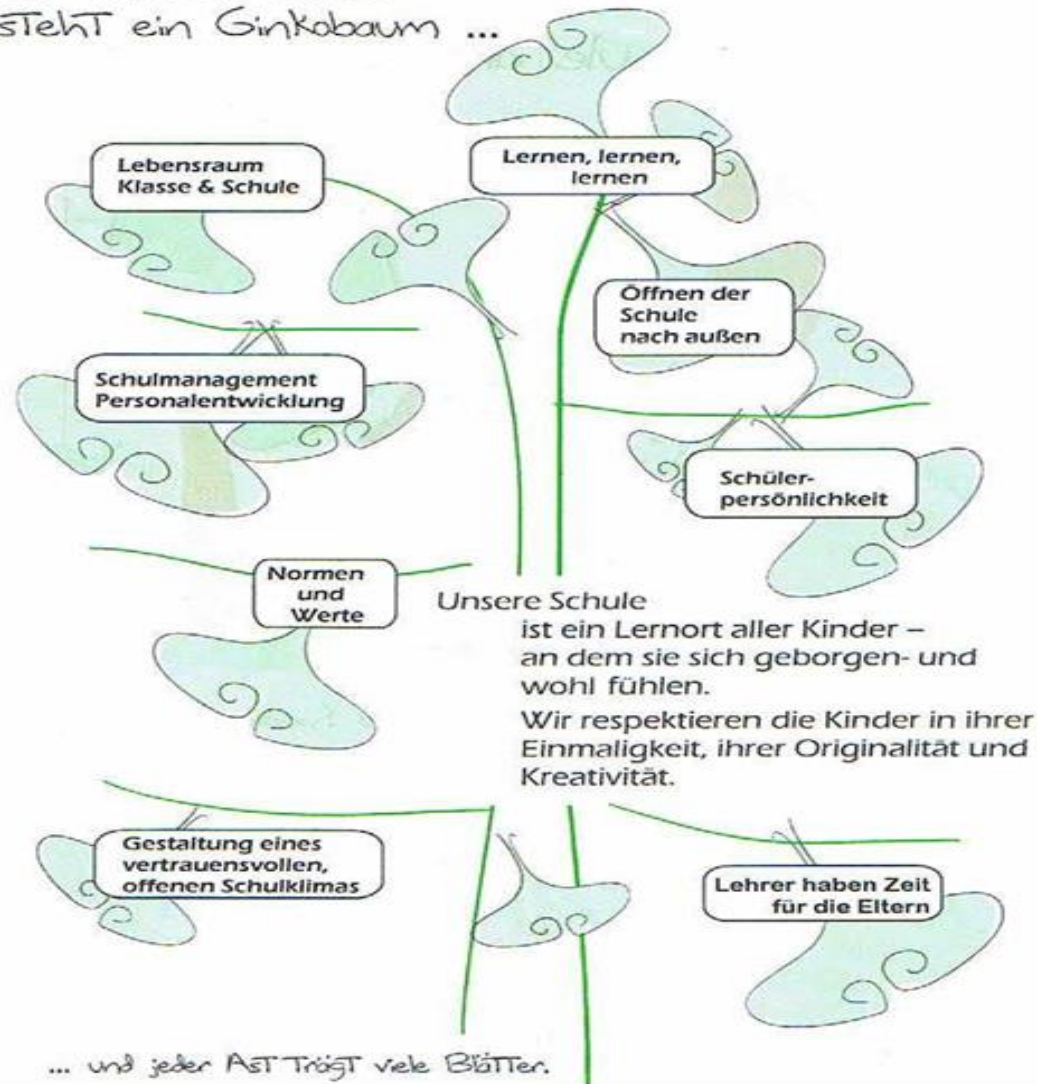 steht ein Ginkobaum ...
Lernen, lernen,
lernen
Lebensraum
Klasse & Schule
Öffnen der
Schule
nach außen
Schulmanagement
Personalentwicklung
Schüler-
persönlichkeit
Normen
und
Werte
Unsere Schule
ist ein Lernort aller Kinder –
an dem sie sich geborgen- und
wohl fühlen.
Wir respektieren die Kinder in ihrer
Einmaligkeit, ihrer Originalität und
Kreativität.
Gestaltung eines
vertrauensvollen,
offenen Schulklimas
Lehrer haben Zeit
für die Eltern
... und jeder Ast trägt viele Blätter.